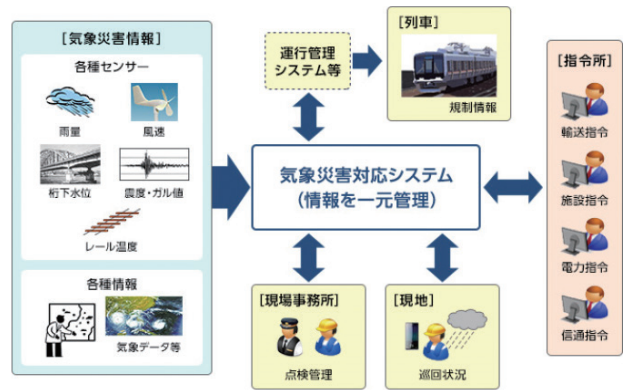 [気象災害情報]
各種センサー
雨量
風速
桁下水位
震度・ガル値
レール温度
各種情報
気象データ等
運行管理
システム等
[列車]
規制情報
気象災害対応システム
(情報を一元管理)
[現場事務所]
点検管理
[現地]
巡回状況
[指令所]
輸送指令
施設指令
電力指令
信通指令